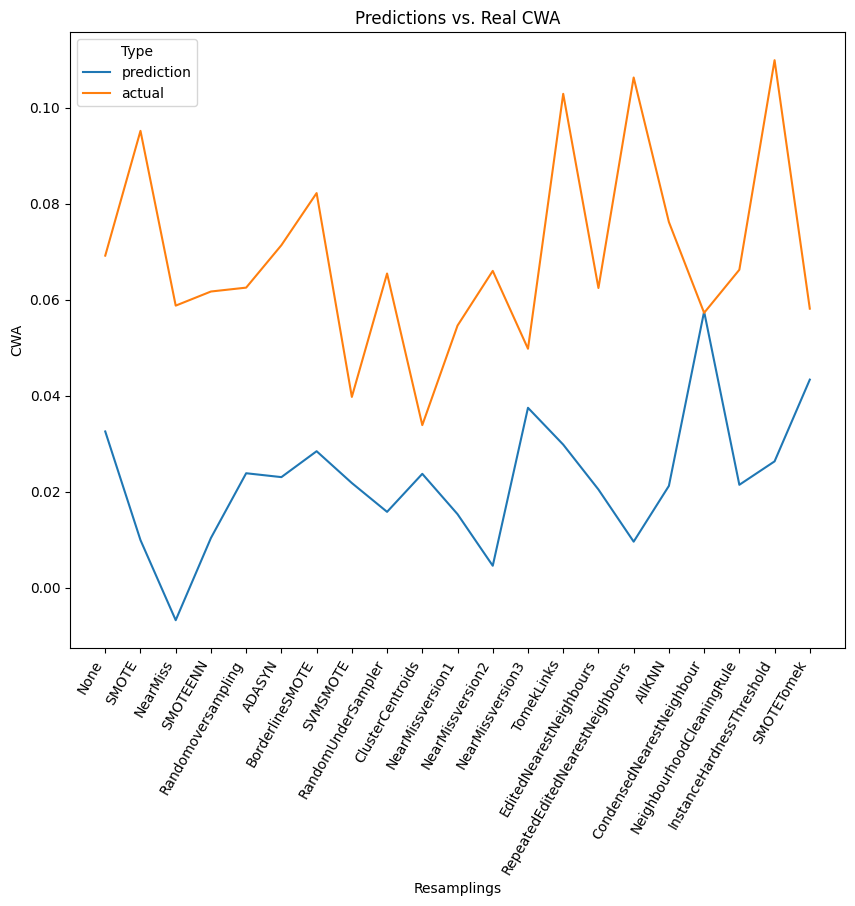 Predictions vs. Real CWA
Type
prediction
actual
CWA
0.10
0.08
0.06
0.04
0.02
0.00
None
SMOTE
NearMiss
SMOTEENN
Randomoversampling
ADASYN
BorderlineSMOTE
SVMSMOTE
RandomUnderSampler
ClusterCentroids
NearMissversion1
NearMissversion2
NearMissversion3
TomekLinks
EditedNearestNeighbours
RepeatedEditedNearestNeighbours
AllKNN
CondensedNearestNeighbour
NeighbourhoodCleaningRule
InstanceHardnessThreshold
SMOTETomek
Resamplings